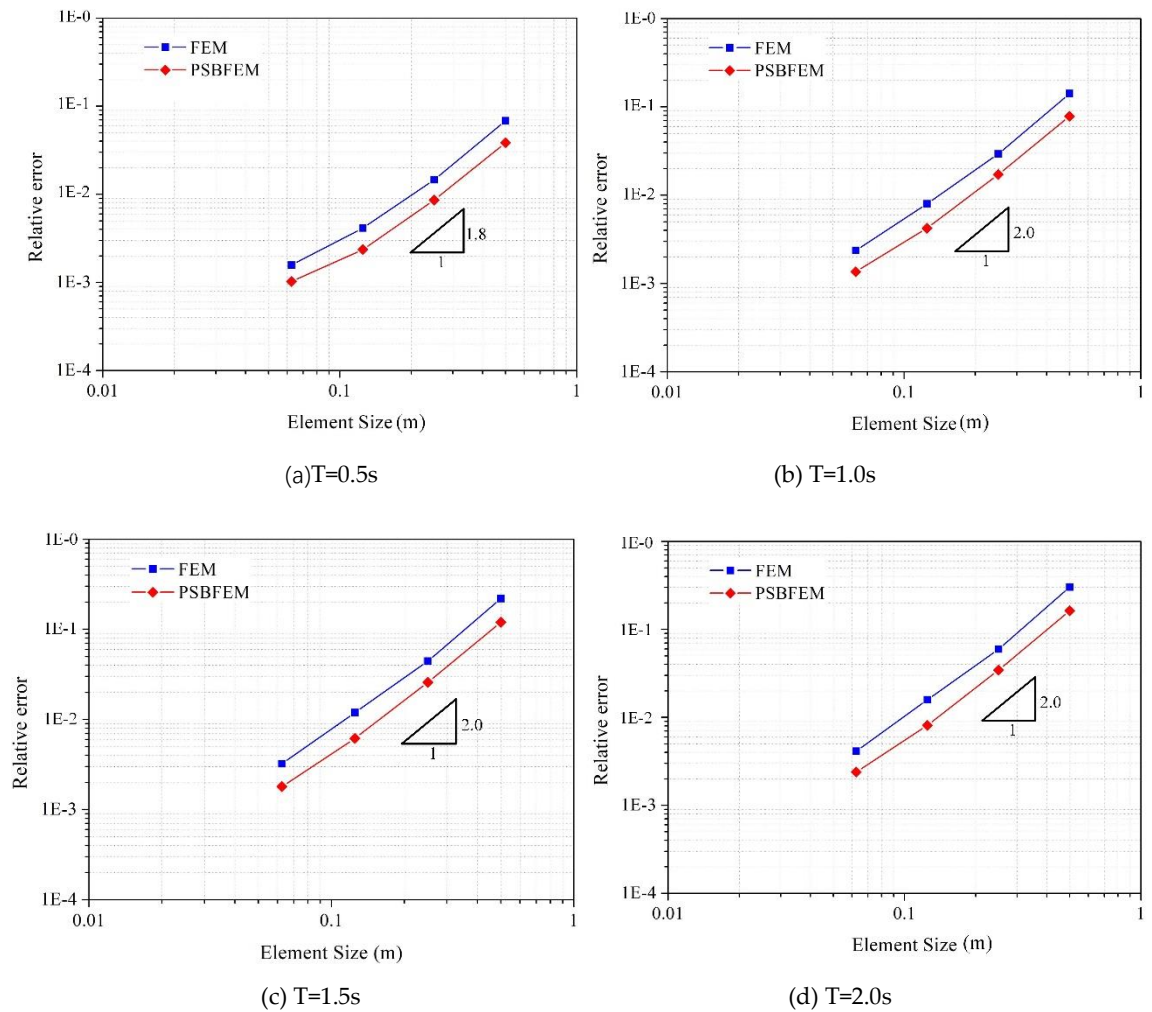 1E-0
FEM
PSBFEM
1E-1
1E-2
1E-3
1E-4
Relative error
1.8
1
0.01
0.1
1
Element Size (m)
(a)T=0.5s
1E-0
FEM
PSBFEM
1E-1
1E-2
1E-3
1E-4
Relative error
2.0
1
0.01
0.1
1
Element Size (m)
(b) T=1.0s
1E-0
FEM
PSBFEM
1E-1
1E-2
1E-3
1E-4
Relative error
2.0
1
0.01
0.1
1
Element Size (m)
(c) T=1.5s
1E-0
FEM
PSBFEM
1E-1
1E-2
1E-3
1E-4
Relative error
2.0
1
0.01
0.1
1
Element Size (m)
(d) T=2.0s